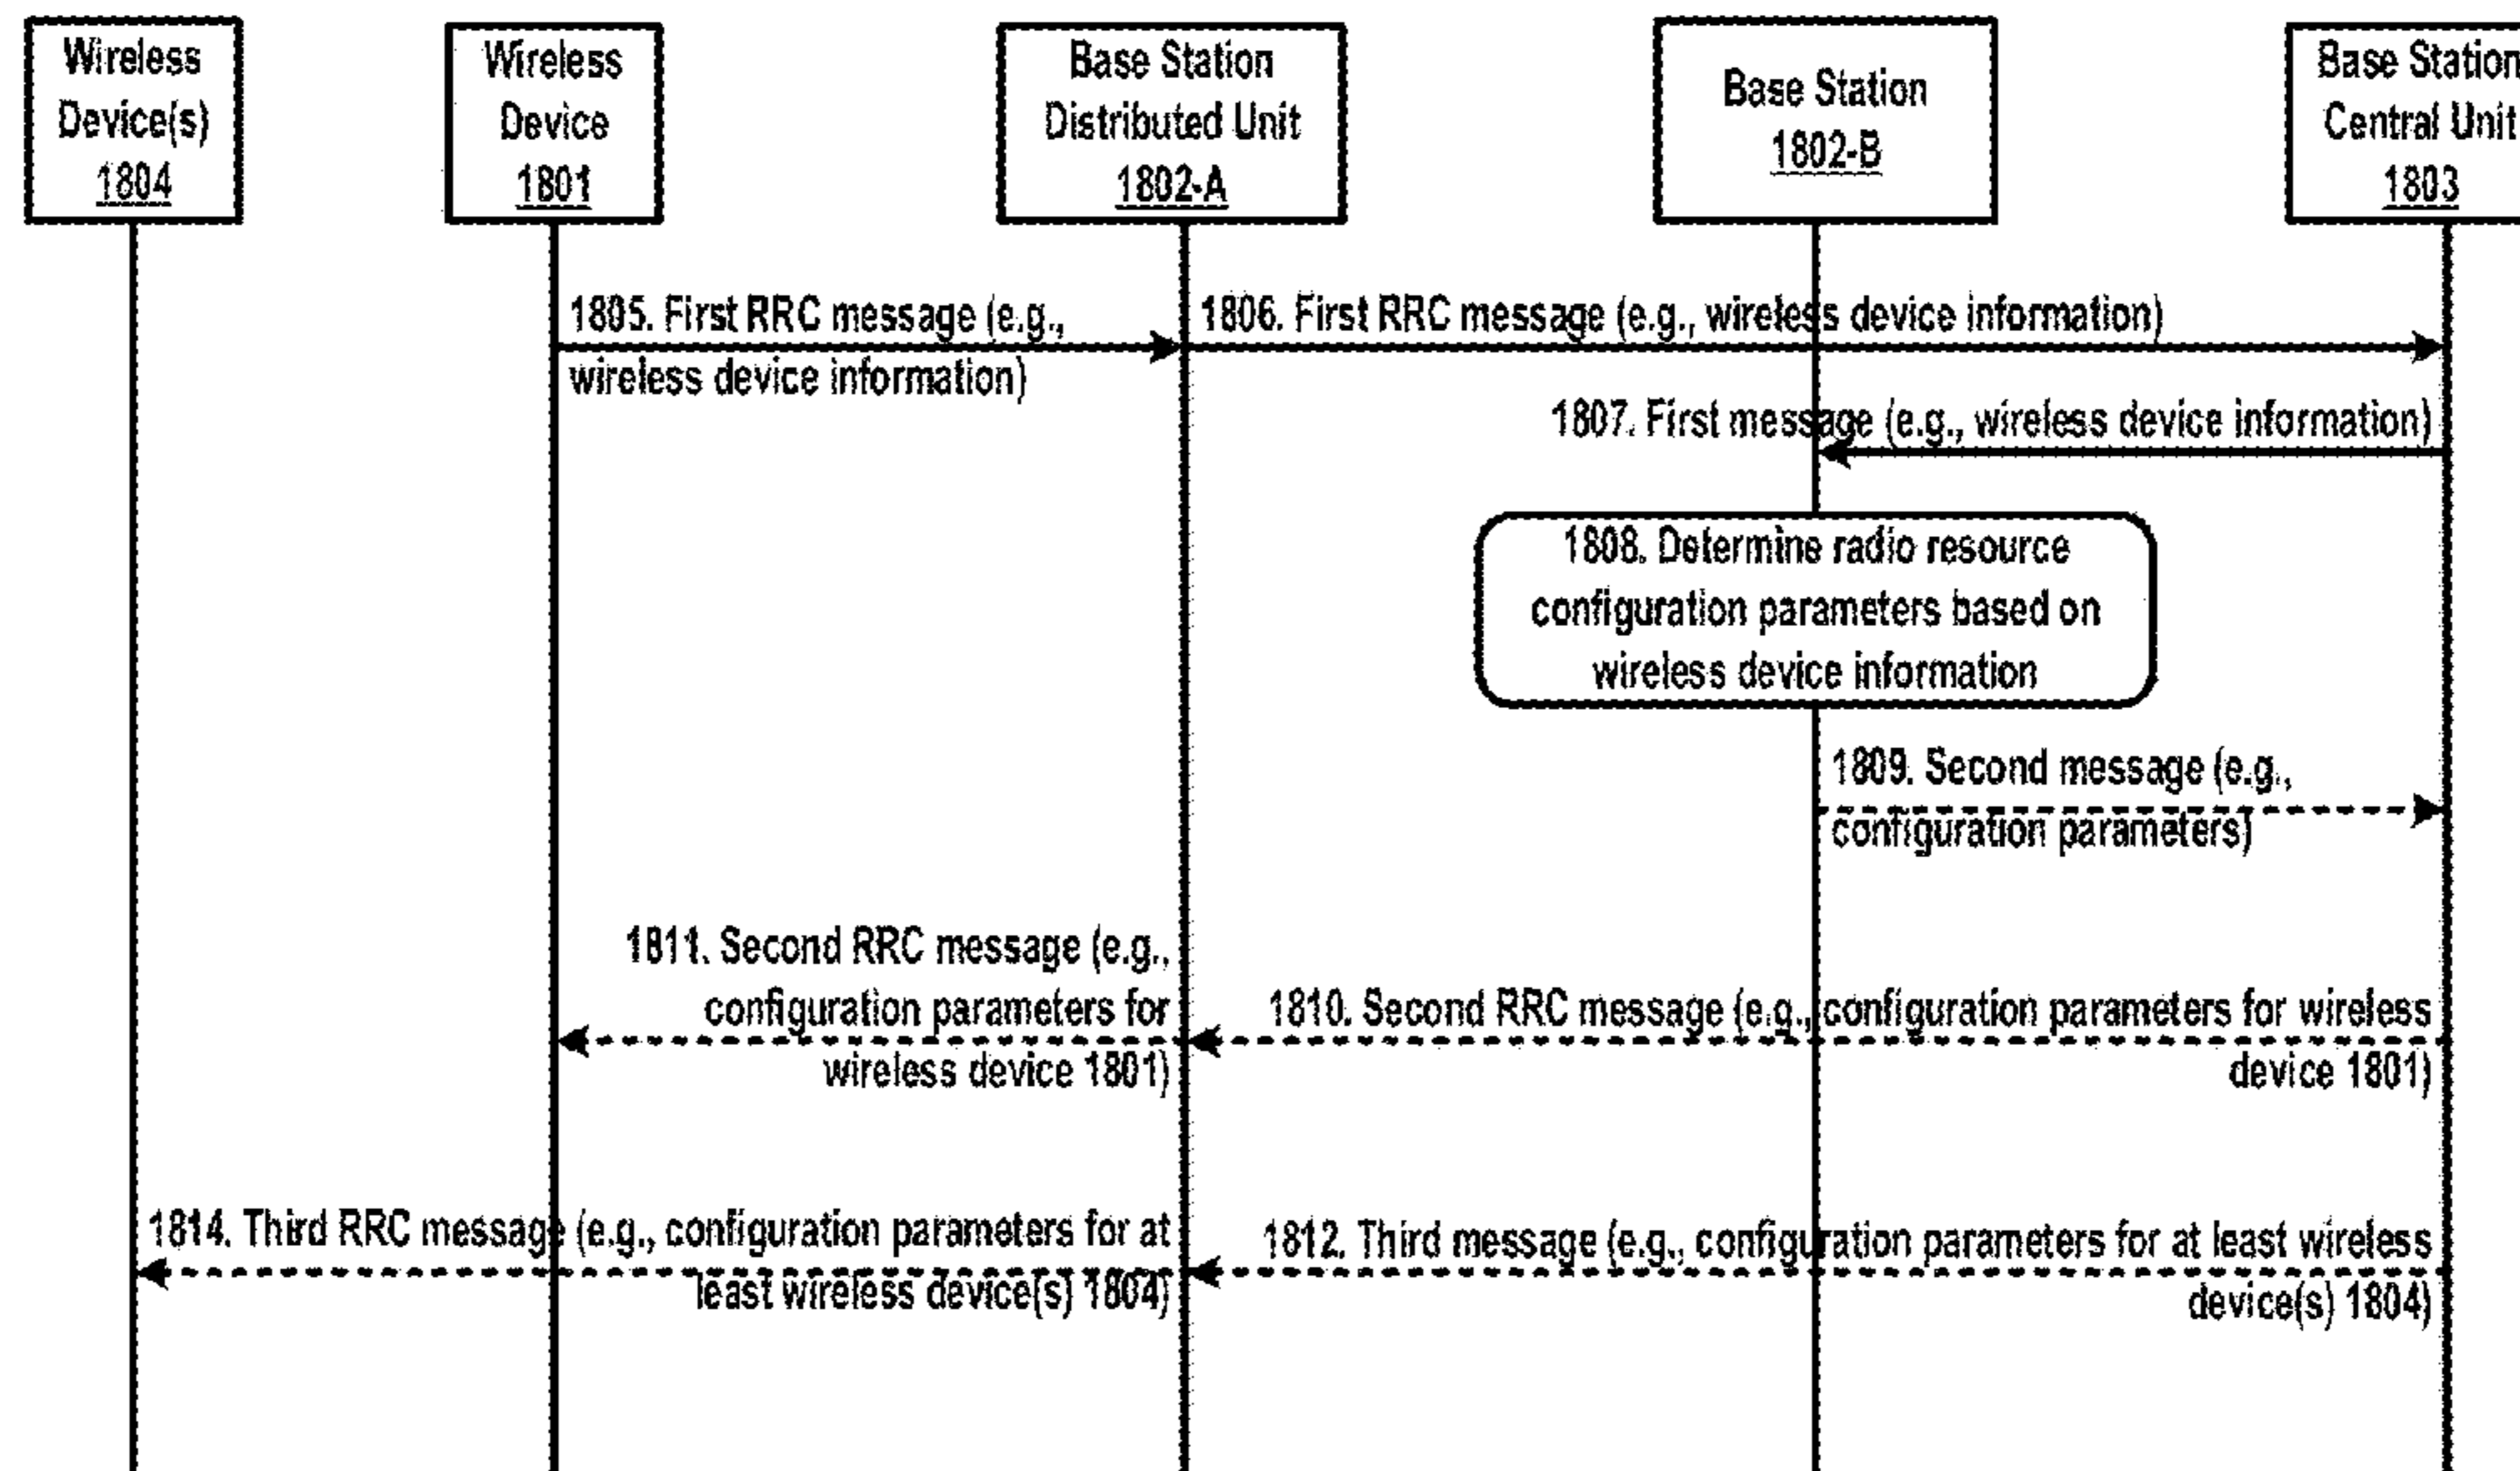 Wireless
Device(s)
1804
Wireless
Device
1801
Base Station
Distributed Unit
1802-A
Base Station
1802-B
Base Station
Central Unit
1803
1805. First RRC message (e.g.,
wireless device information)
1806. First RRC message (e.g., wireless device information)
1807. First message (e.g., wireless device information)
1808. Determine radio resource
configuration parameters based on
wireless device information
1809. Second message (e.g.,
configuration parameters)
1811. Second RRC message (e.g.,
configuration parameters for
wireless device 1801)
1810. Second RRC message (e.g., configuration parameters for wireless
device 1801)
1814. Third RRC message (e.g., configuration parameters for at
least wireless device(s) 1804)
1812. Third message (e.g., configuration parameters for at least wireless
device(s) 1804)